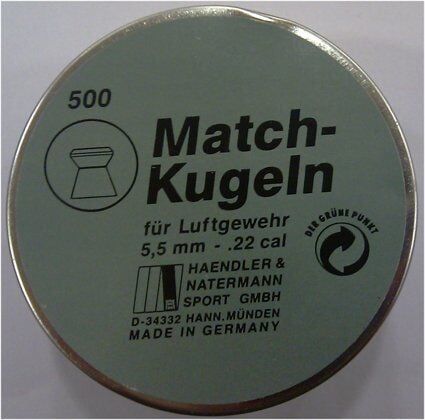 500
Match-
Kugeln
für Luftgewehr
5,5 mm - .22 cal
DER GRÜNE PUNKT
HAENDLER &
NATERMANN
SPORT GMBH
D-34332 HANN. MÜNDEN
MADE IN GERMANY